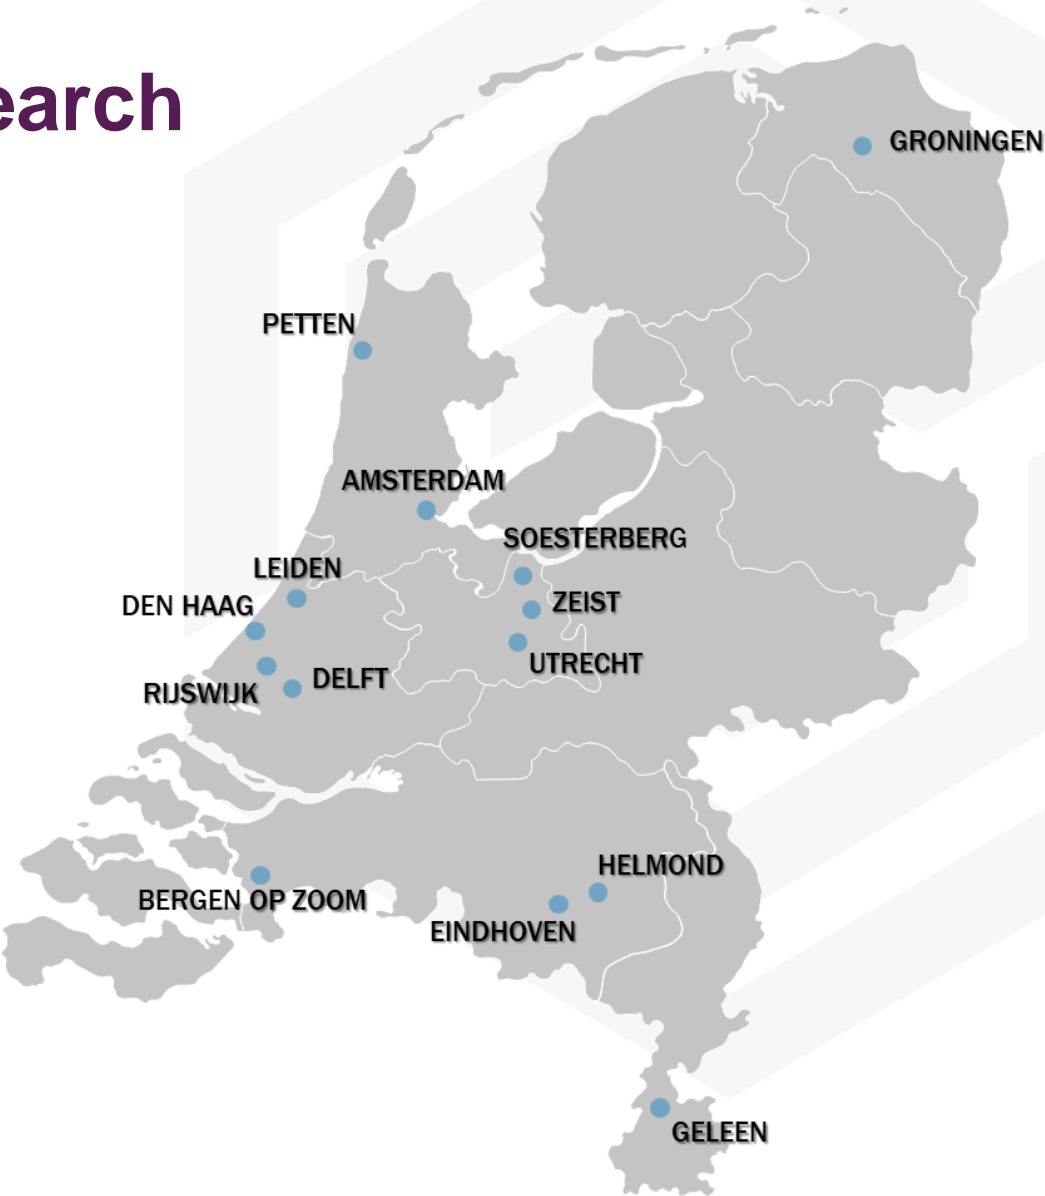 earch
GRONINGEN
PETTEN
AMSTERDAM
SOESTERBERG
LEIDEN
ZEIST
DEN HAAG
UTRECHT
DELFT
RIJSWIJK
HELMOND
BERGEN OP ZOOM
EINDHOVEN
GELEEN